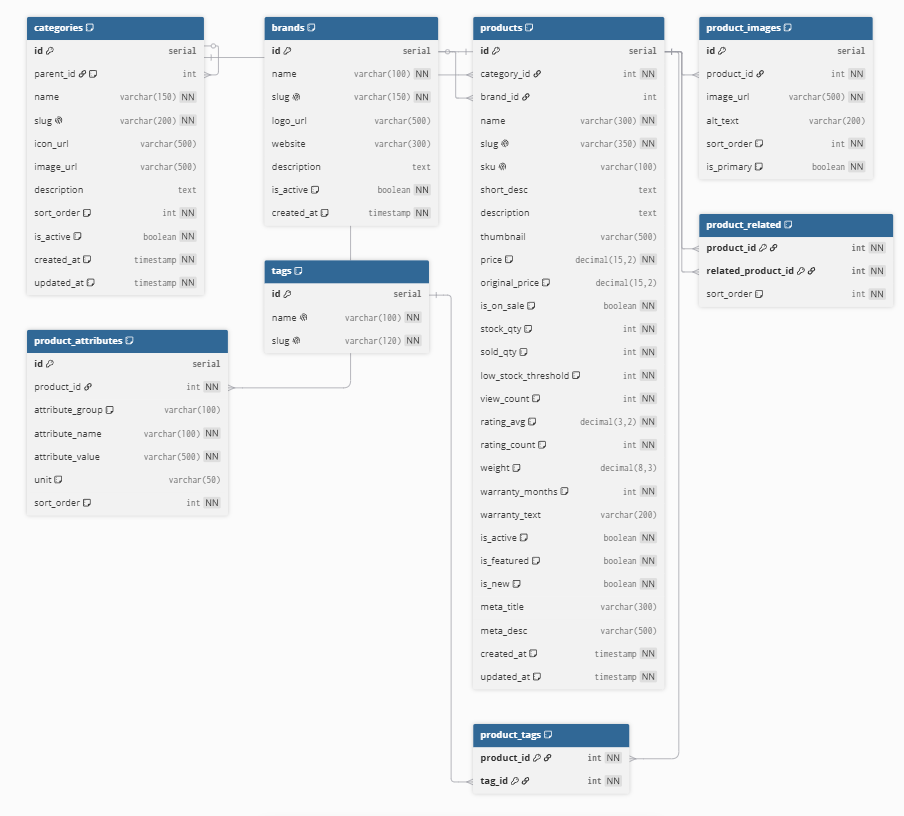 categories
id serial
parent_id int
name varchar(150) NN
slug varchar(200) NN
icon_url varchar(500)
image_url varchar(500)
description text
sort_order int NN
is_active boolean NN
created_at timestamp NN
updated_at timestamp NN
brands
id serial
name varchar(100) NN
slug varchar(150) NN
logo_url varchar(500)
website varchar(300)
description text
is_active boolean NN
created_at timestamp NN
tags
id serial
name varchar(100) NN
slug varchar(120) NN
product_attributes
id serial
product_id int NN
attribute_group varchar(100)
attribute_name varchar(100) NN
attribute_value varchar(500) NN
unit varchar(50)
sort_order int NN
products
id serial
category_id int NN
brand_id int
name varchar(300) NN
slug varchar(350) NN
sku varchar(100)
short_desc text
description text
thumbnail varchar(500)
price decimal(15,2) NN
original_price decimal(15,2)
is_on_sale boolean NN
stock_qty int NN
sold_qty int NN
low_stock_threshold int NN
view_count int NN
rating_avg decimal(3,2) NN
rating_count int NN
weight decimal(8,3)
warranty_months int NN
warranty_text varchar(200)
is_active boolean NN
is_featured boolean NN
is_new boolean NN
meta_title varchar(300)
meta_desc varchar(500)
created_at timestamp NN
updated_at timestamp NN
product_images
id serial
product_id int NN
image_url varchar(500) NN
alt_text varchar(200)
sort_order int NN
is_primary boolean NN
product_related
product_id int NN
related_product_id int NN
sort_order int NN
product_tags
product_id int NN
tag_id int NN